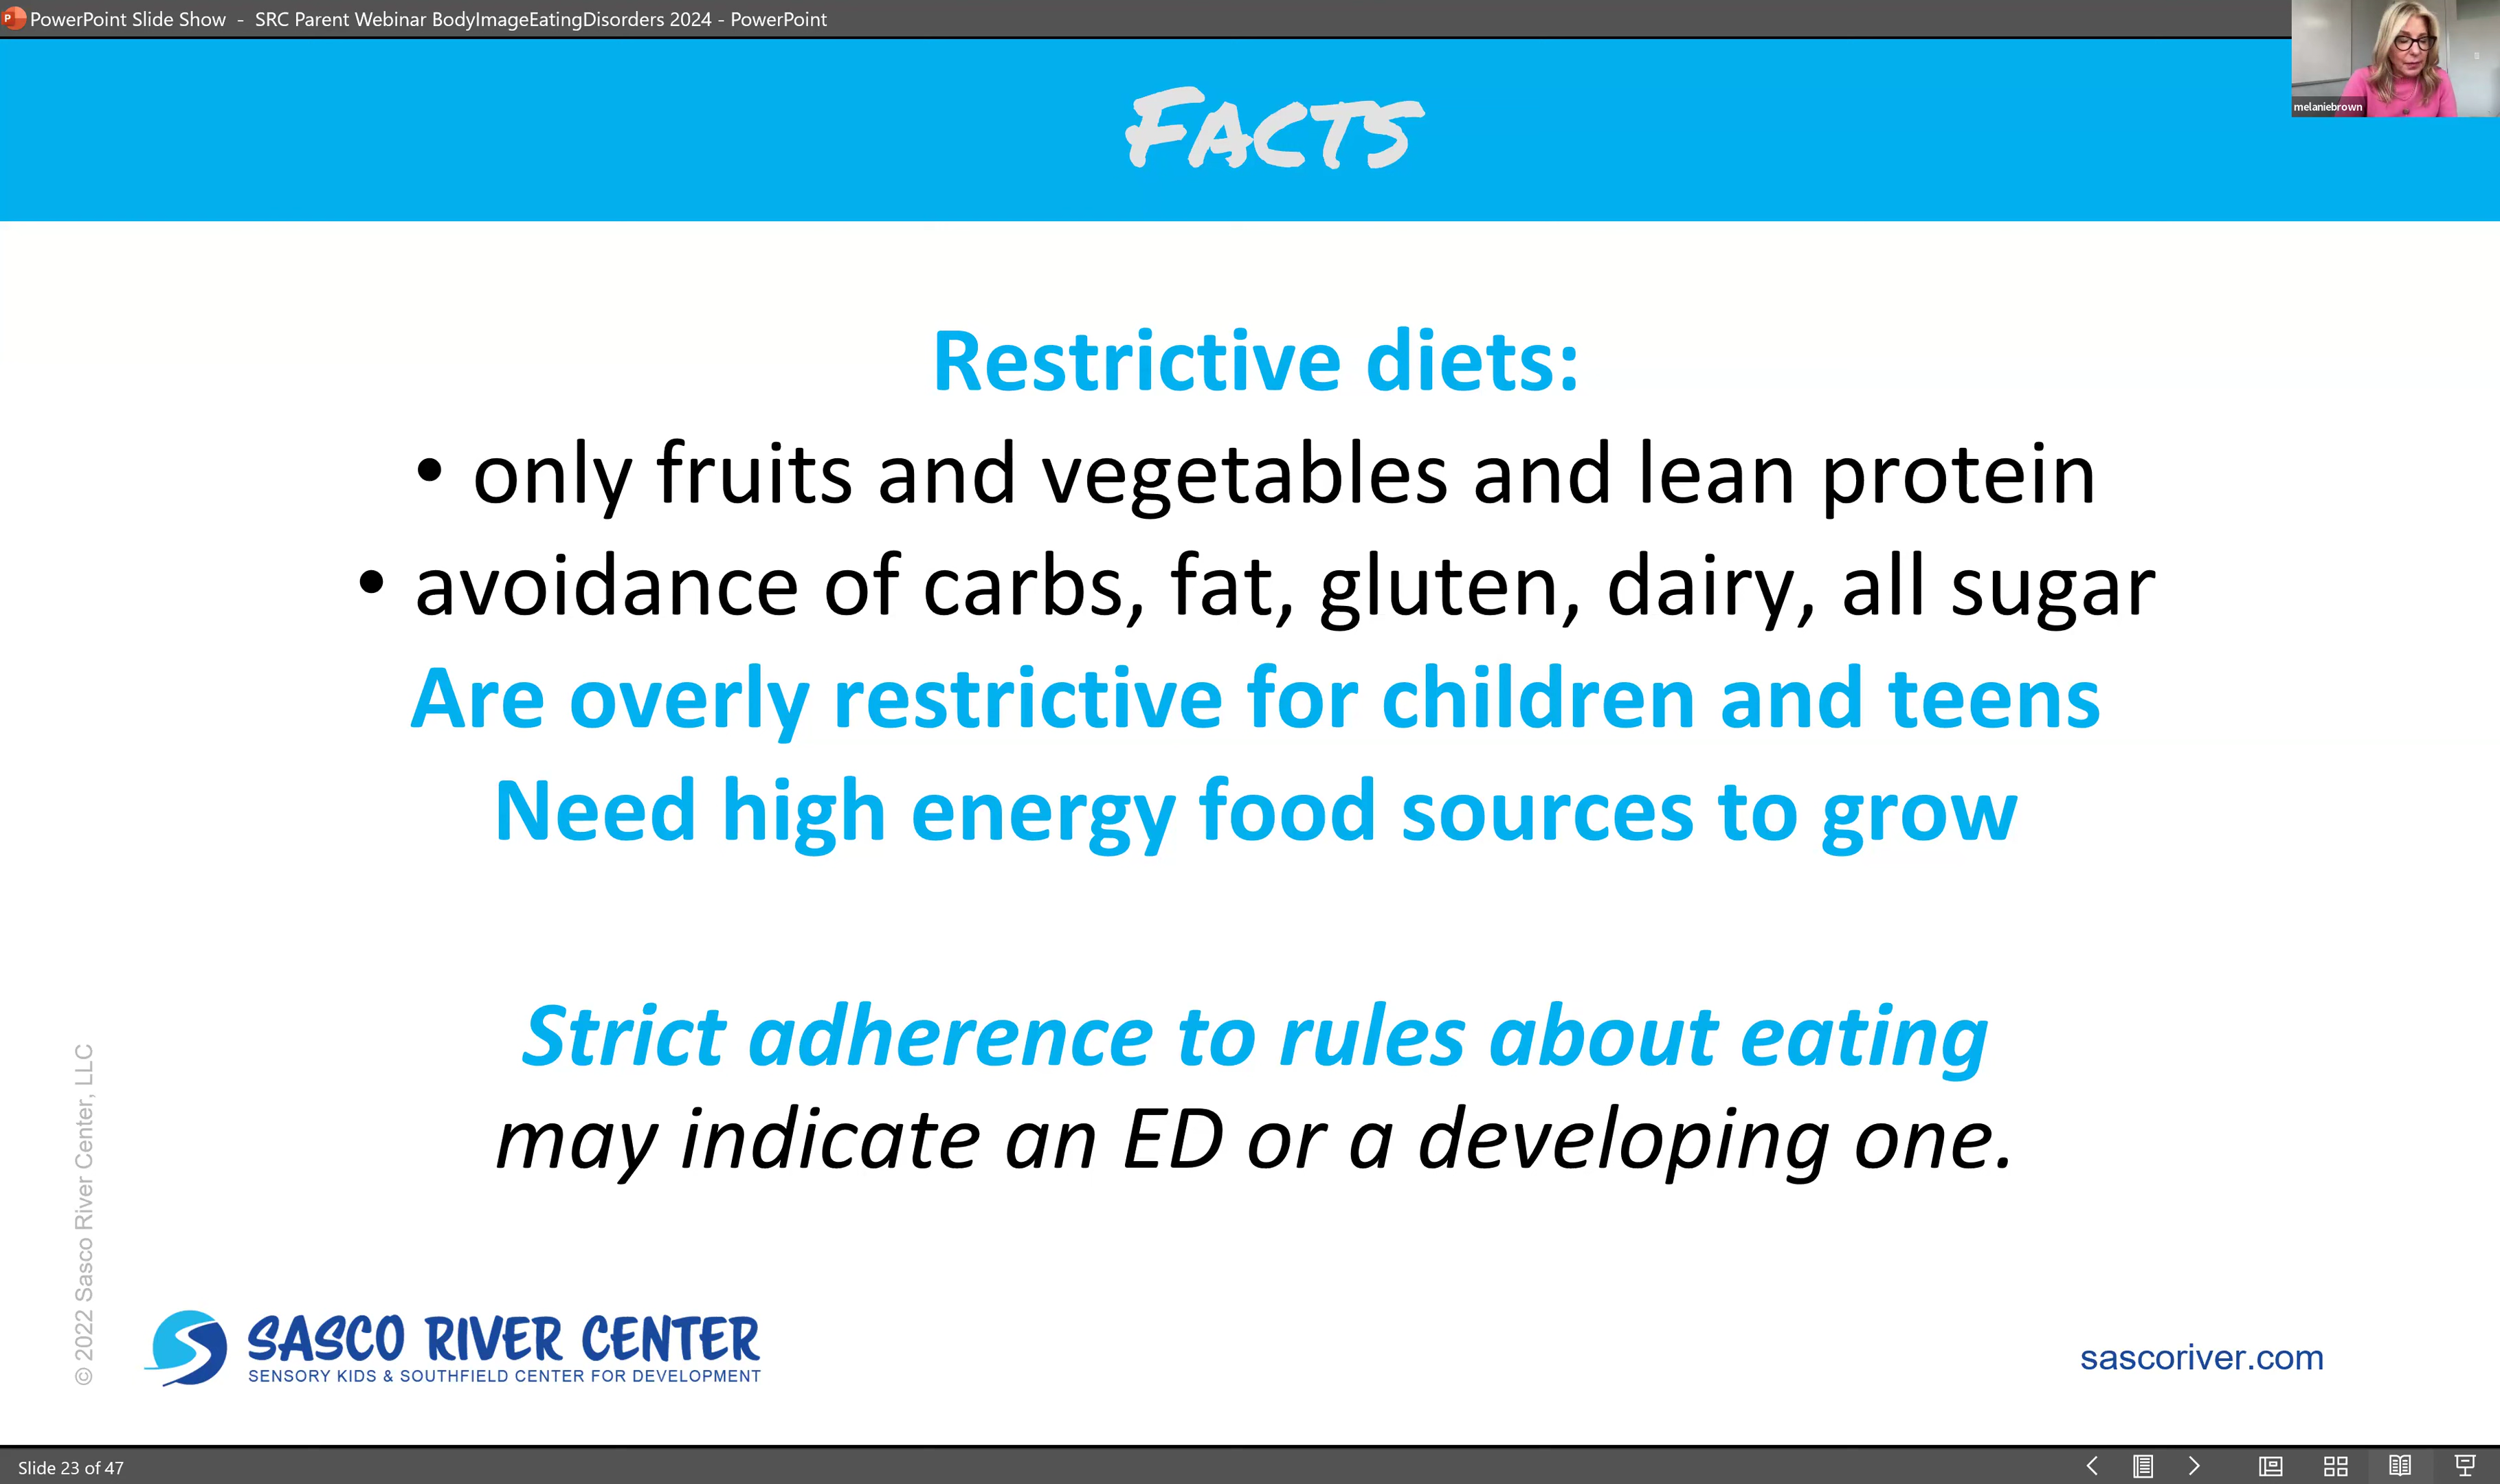 PowerPoint Slide Show - SRC Parent Webinar BodyImageEatingDisorders 2024 - PowerPoint
melaniebrown
FACTS
Restrictive diets:
• only fruits and vegetables and lean protein
• avoidance of carbs, fat, gluten, dairy, all sugar
Are overly restrictive for children and teens
Need high energy food sources to grow
Strict adherence to rules about eating
may indicate an ED or a developing one.
© 2022 Sasco River Center, LLC
SASCO RIVER CENTER
SENSORY KIDS & SOUTHFIELD CENTER FOR DEVELOPMENT
sascoriver.com
Slide 23 of 47